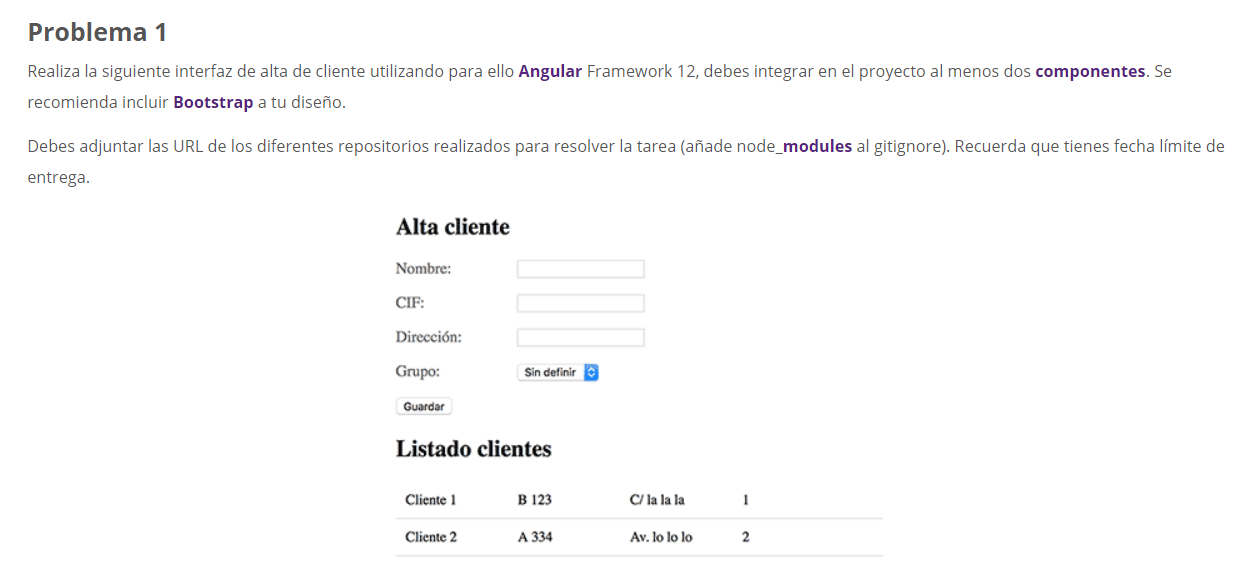 Problema 1
Realiza la siguiente interfaz de alta de cliente utilizando para ello Angular Framework 12, debes integrar en el proyecto al menos dos componentes. Se
recomienda incluir Bootstrap a tu diseño.
Debes adjuntar las URL de los diferentes repositorios realizados para resolver la tarea (añade node_modules al gitignore). Recuerda que tienes fecha límite de
entrega.
Alta cliente
Nombre:
CIF:
Dirección:
Grupo: Sin definir
Guardar
Listado clientes
Cliente 1 B 123 C/ la la la 1
Cliente 2 A 334 Av. lo lo lo 2